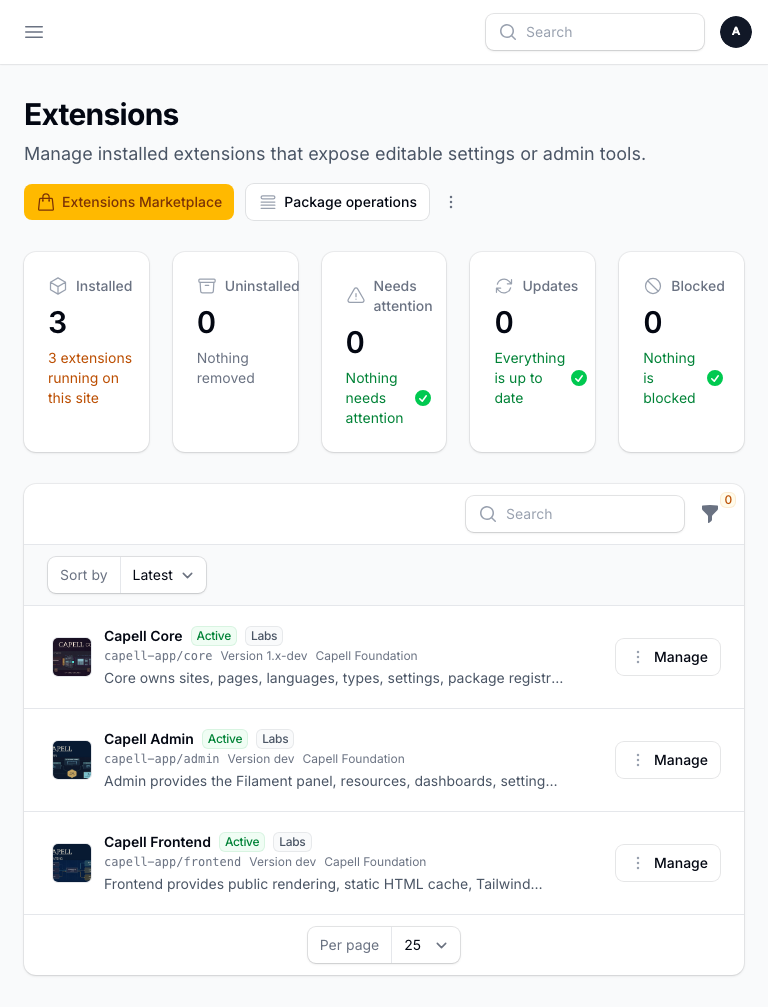 Search
A
Extensions
Manage installed extensions that expose editable settings or admin tools.
Extensions Marketplace
Package operations
Installed
3
3 extensions
running on
this site
Uninstalled
0
Nothing
removed
Needs
attention
0
Nothing
needs
attention
Updates
0
Everything
is up to
date
Blocked
0
Nothing
is
blocked
Search
0
Sort by Latest
Capell Core Active Labs
capell-app/core Version 1.x-dev Capell Foundation
Core owns sites, pages, languages, types, settings, package registr...
Manage
Capell Admin Active Labs
capell-app/admin Version dev Capell Foundation
Admin provides the Filament panel, resources, dashboards, setting...
Manage
Capell Frontend Active Labs
capell-app/frontend Version dev Capell Foundation
Frontend provides public rendering, static HTML cache, Tailwind...
Manage
Per page 25